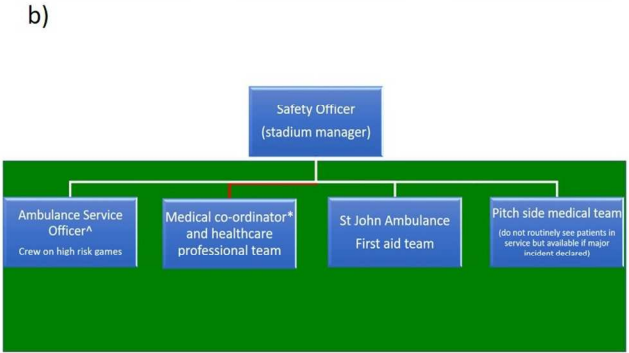 b)
Safety Officer
(stadium manager)
Ambulance Service
Officer^
Crew on high risk games
Medical co-ordinator*
and healthcare
professional team
St John Ambulance
First aid team
Pitch side medical team
(do not routinely see patients in
service but available if major
incident declared)